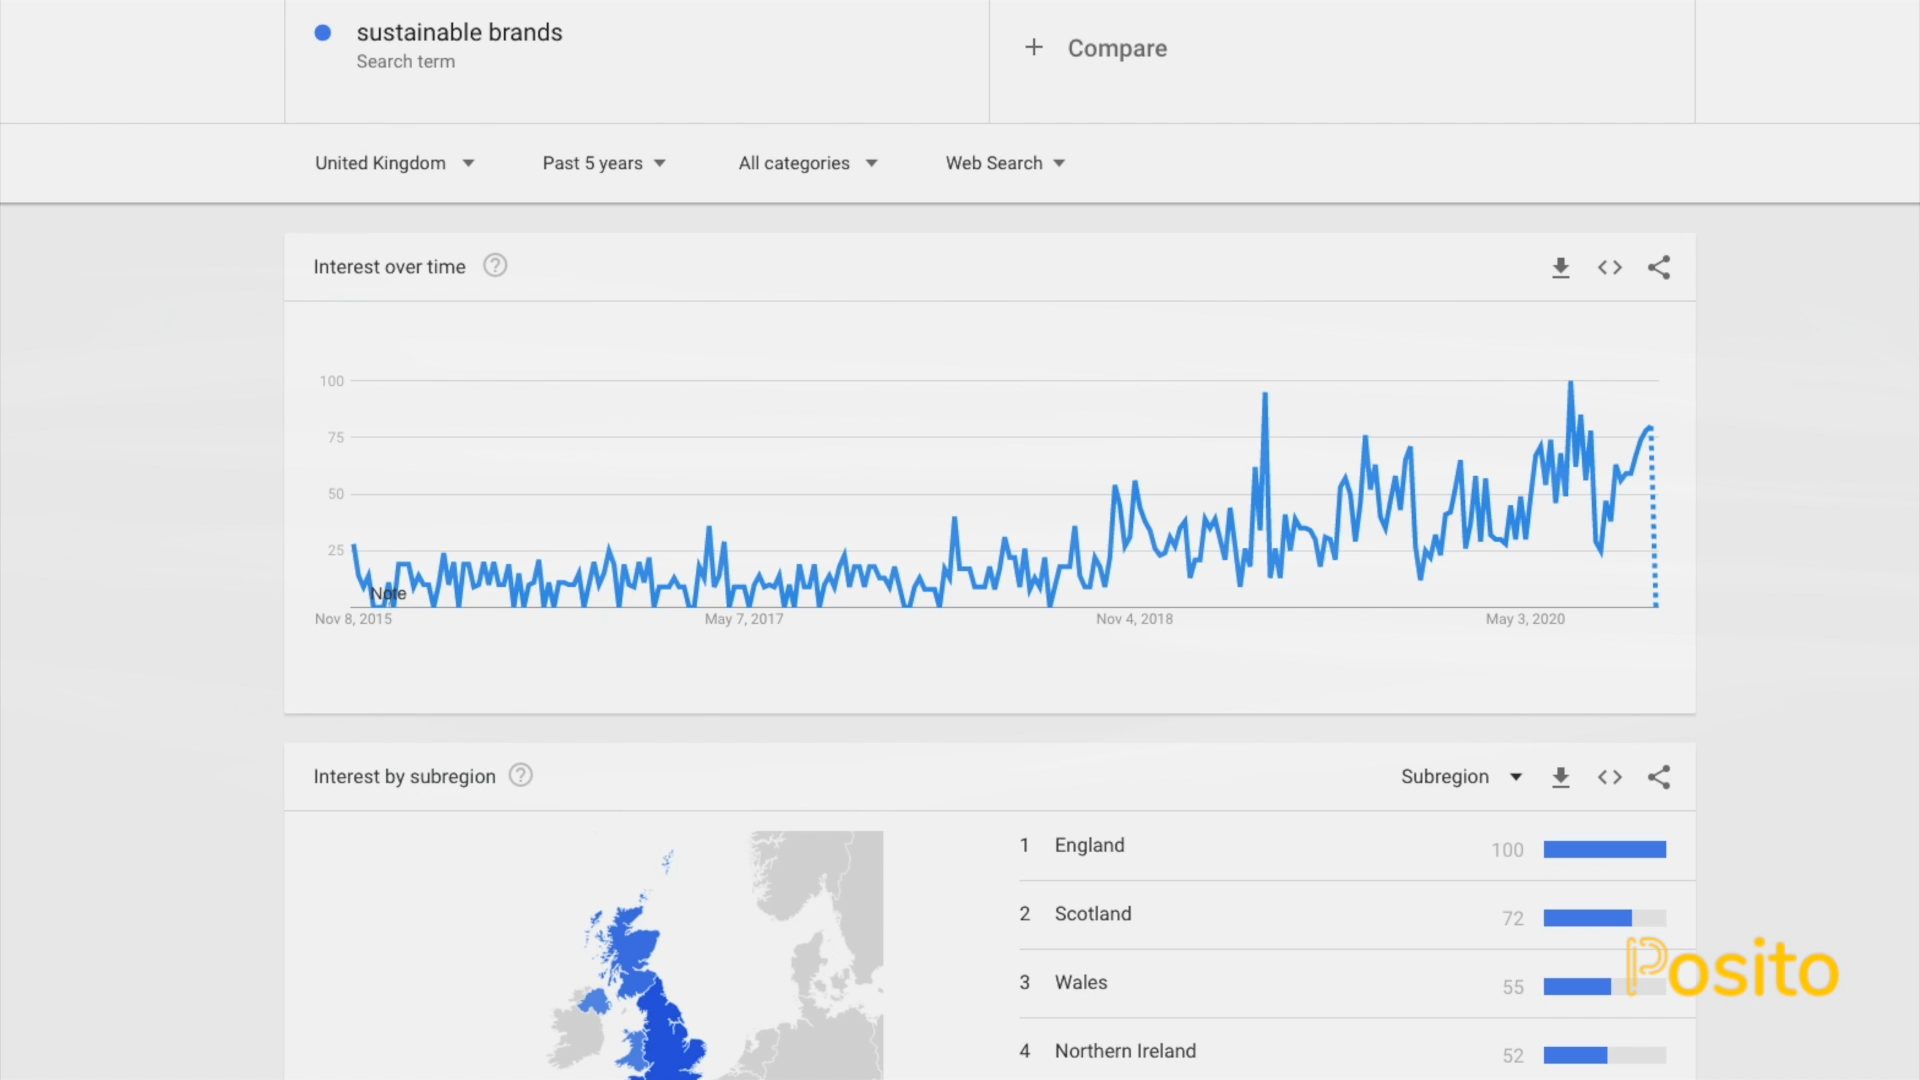 sustainable brands
Search term
+ Compare
United Kingdom
Past 5 years
All categories
Web Search
Interest over time
100
75
50
25
Note
Nov 8, 2015
May 7, 2017
Nov 4, 2018
May 3, 2020
Interest by subregion
Subregion
1 England 100
2 Scotland 72
3 Wales 55
4 Northern Ireland 52
Posito